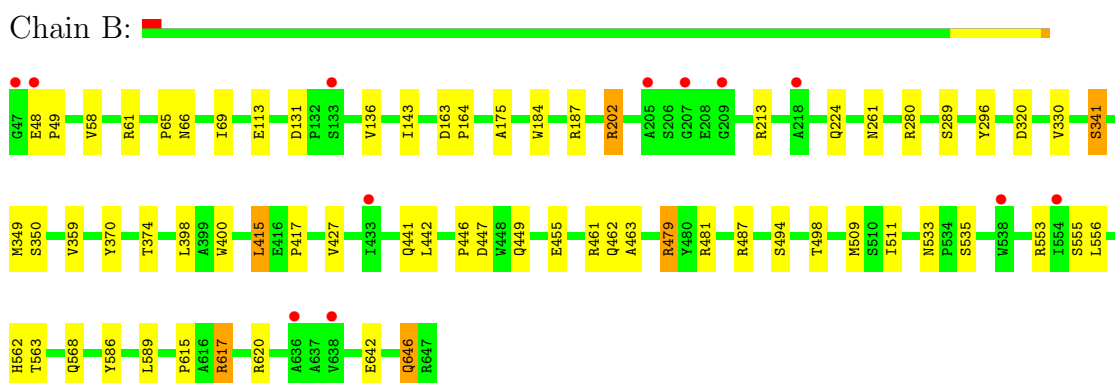 Chain B:
G47 E48 P49 V58 R61 P65 N66 I69 E113 D131 P132 S133 V136 I143 D163 P164 A175 W184 R187 R202 A205 S206 G207 E208 G209 R213 A218 Q224 N261 R280 S289 Y296 D320 V330 S341
M349 S350 V359 Y370 T374 L398 A399 W400 L415 E416 P417 V427 I433 Q441 L442 P446 D447 W448 Q449 E455 R461 Q462 A463 R479 Y480 R481 R487 S494 T498 M509 S510 I511 N533 P534 S535 W538 R553 I554 S555 L556
H562 T563 Q568 Y586 L589 P615 A616 R617 R620 A636 A637 V638 E642 Q646 R647